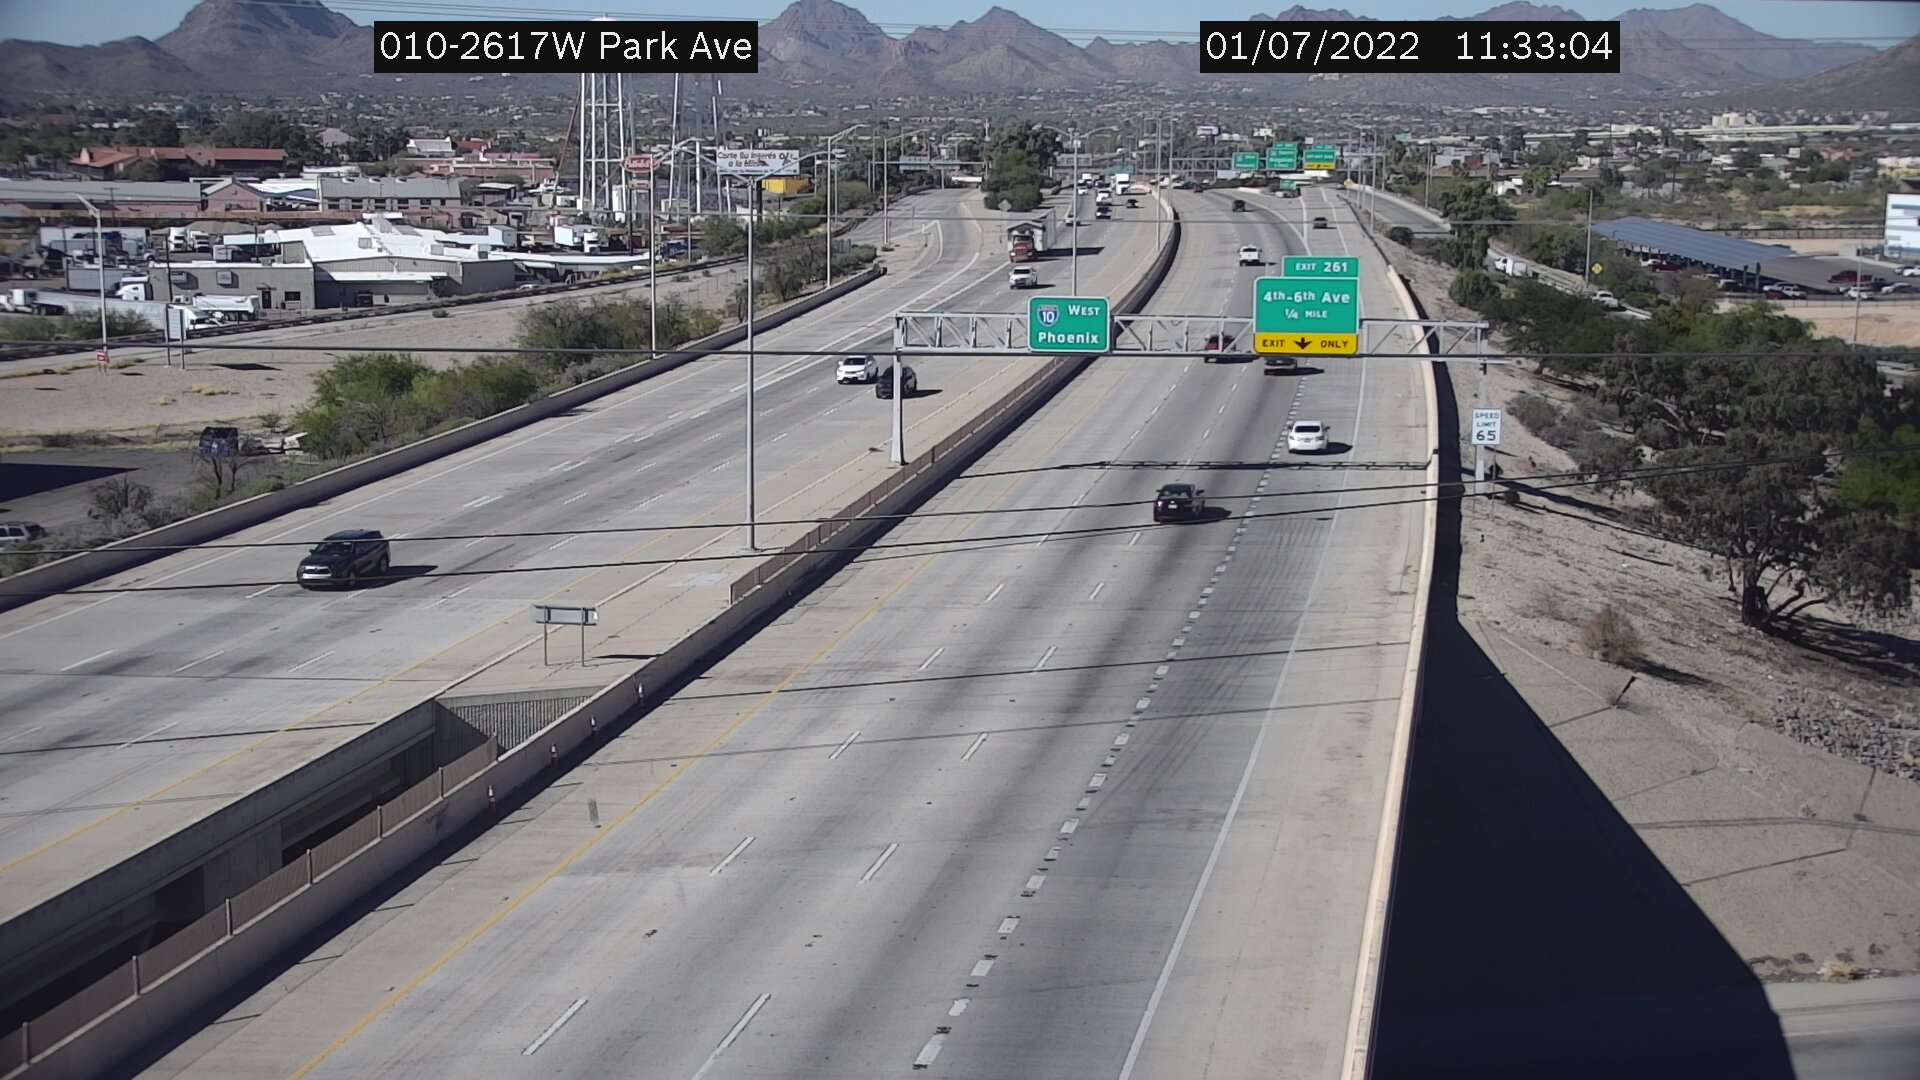 010-2617W Park Ave
01/07/2022 11:33:04
EXIT 261
4th-6th Ave
1/4 MILE
EXIT ONLY
10 WEST
Phoenix
SPEED
LIMIT
65